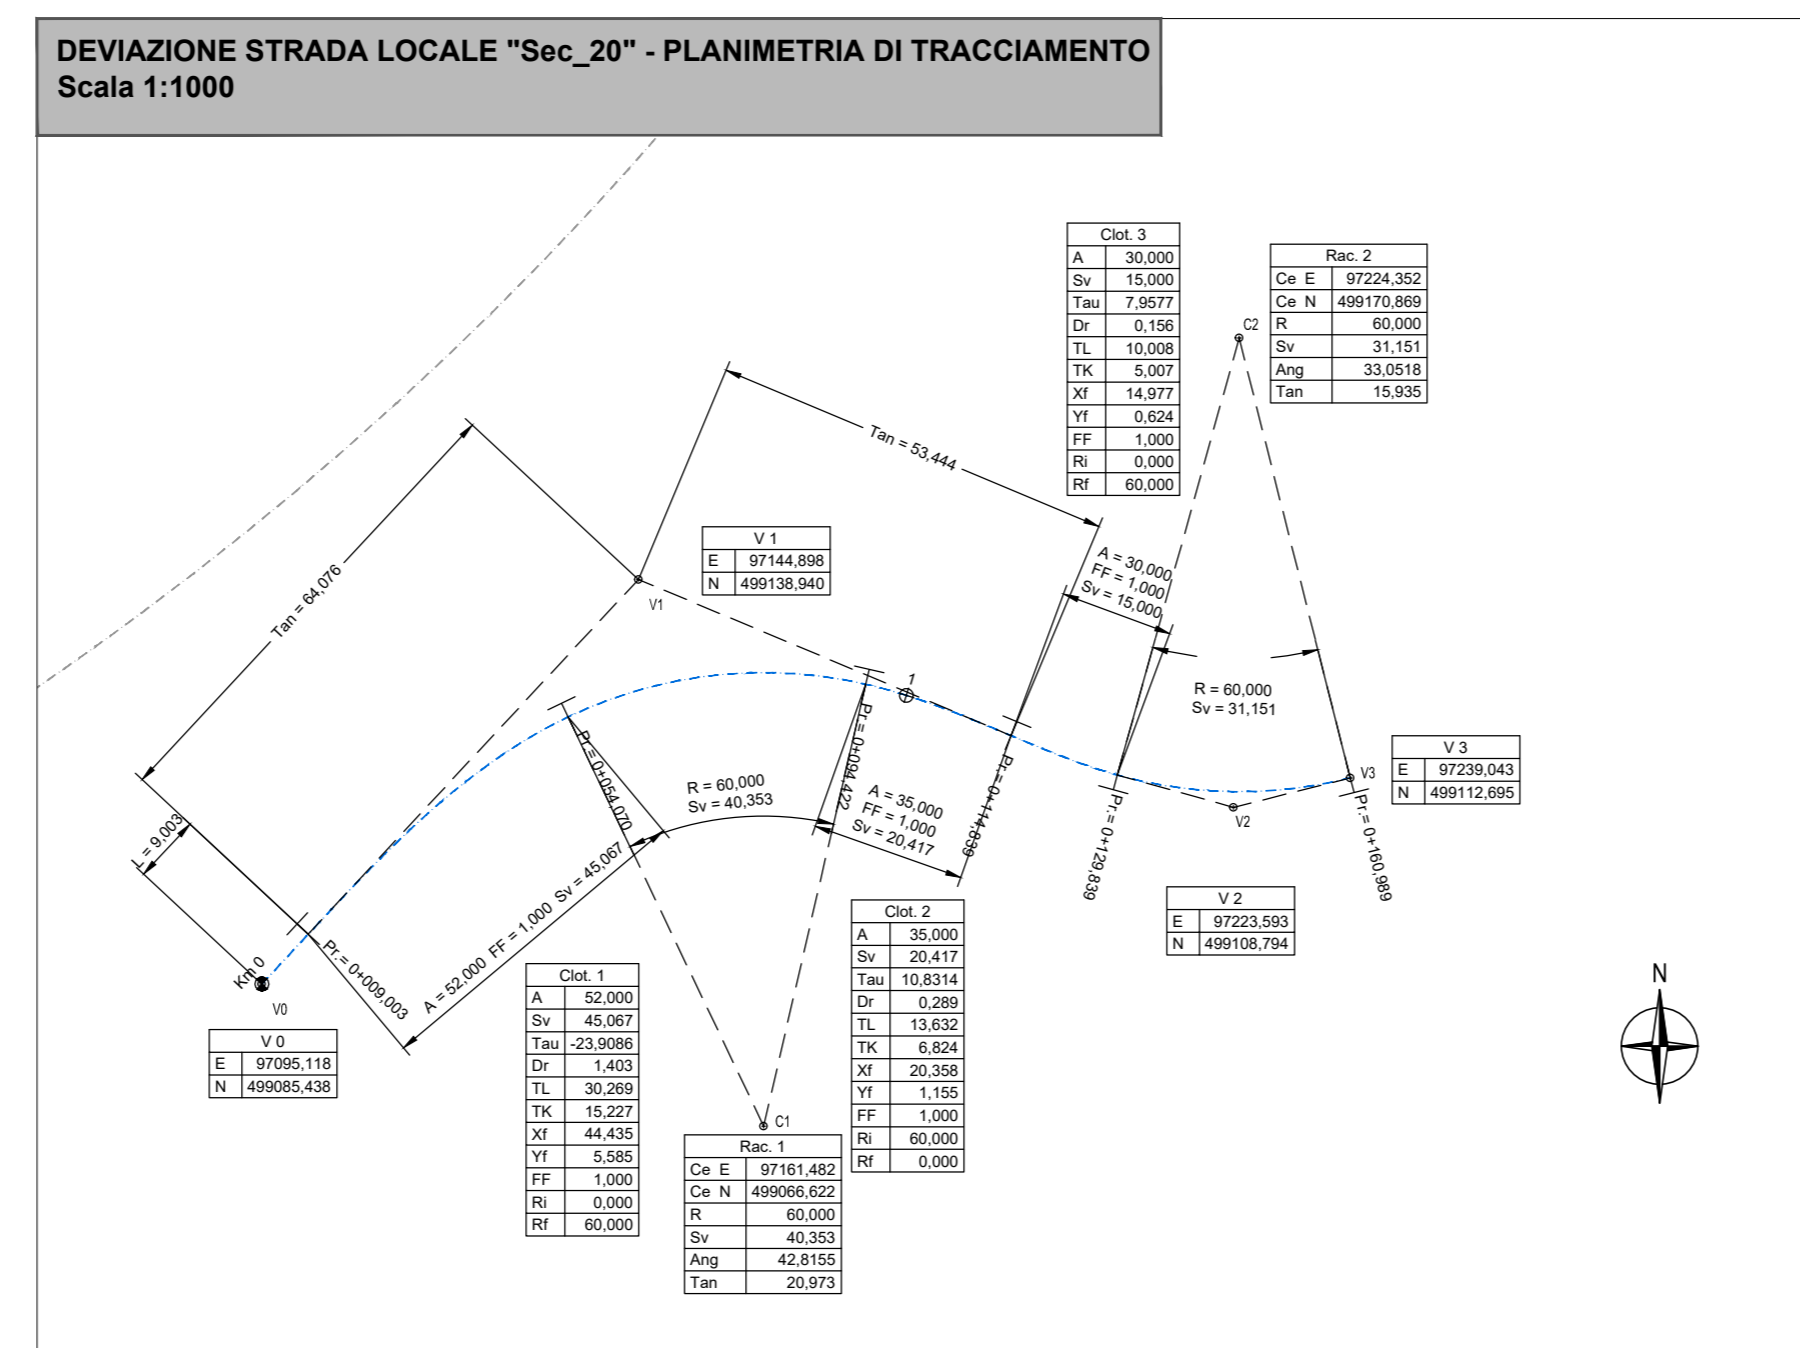 DEVIAZIONE STRADA LOCALE "Sec_20" - PLANIMETRIA DI TRACCIAMENTO
Scala 1:1000
Clot. 3
A 30,000
Sv 15,000
Tau 7,9577
Dr 0,156
TL 10,008
TK 5,007
Xf 14,977
Yf 0,624
FF 1,000
Ri 0,000
Rf 60,000
Rac. 2
Ce E 97224,352
Ce N 499170,869
R 60,000
Sv 31,151
Ang 33,0518
Tan 15,935
C2
Tan = 53,444
Tan = 64,076
V 1
E 97144,898
N 499138,940
V1
A = 30,000
FF = 1,000
Sv = 15,000
1
R = 60,000
Sv = 31,151
V 3
E 97239,043
N 499112,695
V3
V2
Pr.= 0+054,070
R = 60,000
Sv = 40,353
Pr.= 0+094,422
A = 35,000
FF = 1,000
Sv = 20,417
Pr.= 0+114,839
Pr.= 0+129,839
Pr.= 0+160,989
L = 9,003
A = 52,000 FF = 1,000 Sv = 45,067
V 2
E 97223,593
N 499108,794
Km 0
V0
Pr.= 0+009,003
V 0
E 97095,118
N 499085,438
Clot. 1
A 52,000
Sv 45,067
Tau -23,9086
Dr 1,403
TL 30,269
TK 15,227
Xf 44,435
Yf 5,585
FF 1,000
Ri 0,000
Rf 60,000
Clot. 2
A 35,000
Sv 20,417
Tau 10,8314
Dr 0,289
TL 13,632
TK 6,824
Xf 20,358
Yf 1,155
FF 1,000
Ri 60,000
Rf 0,000
C1
Rac. 1
Ce E 97161,482
Ce N 499066,622
R 60,000
Sv 40,353
Ang 42,8155
Tan 20,973
N